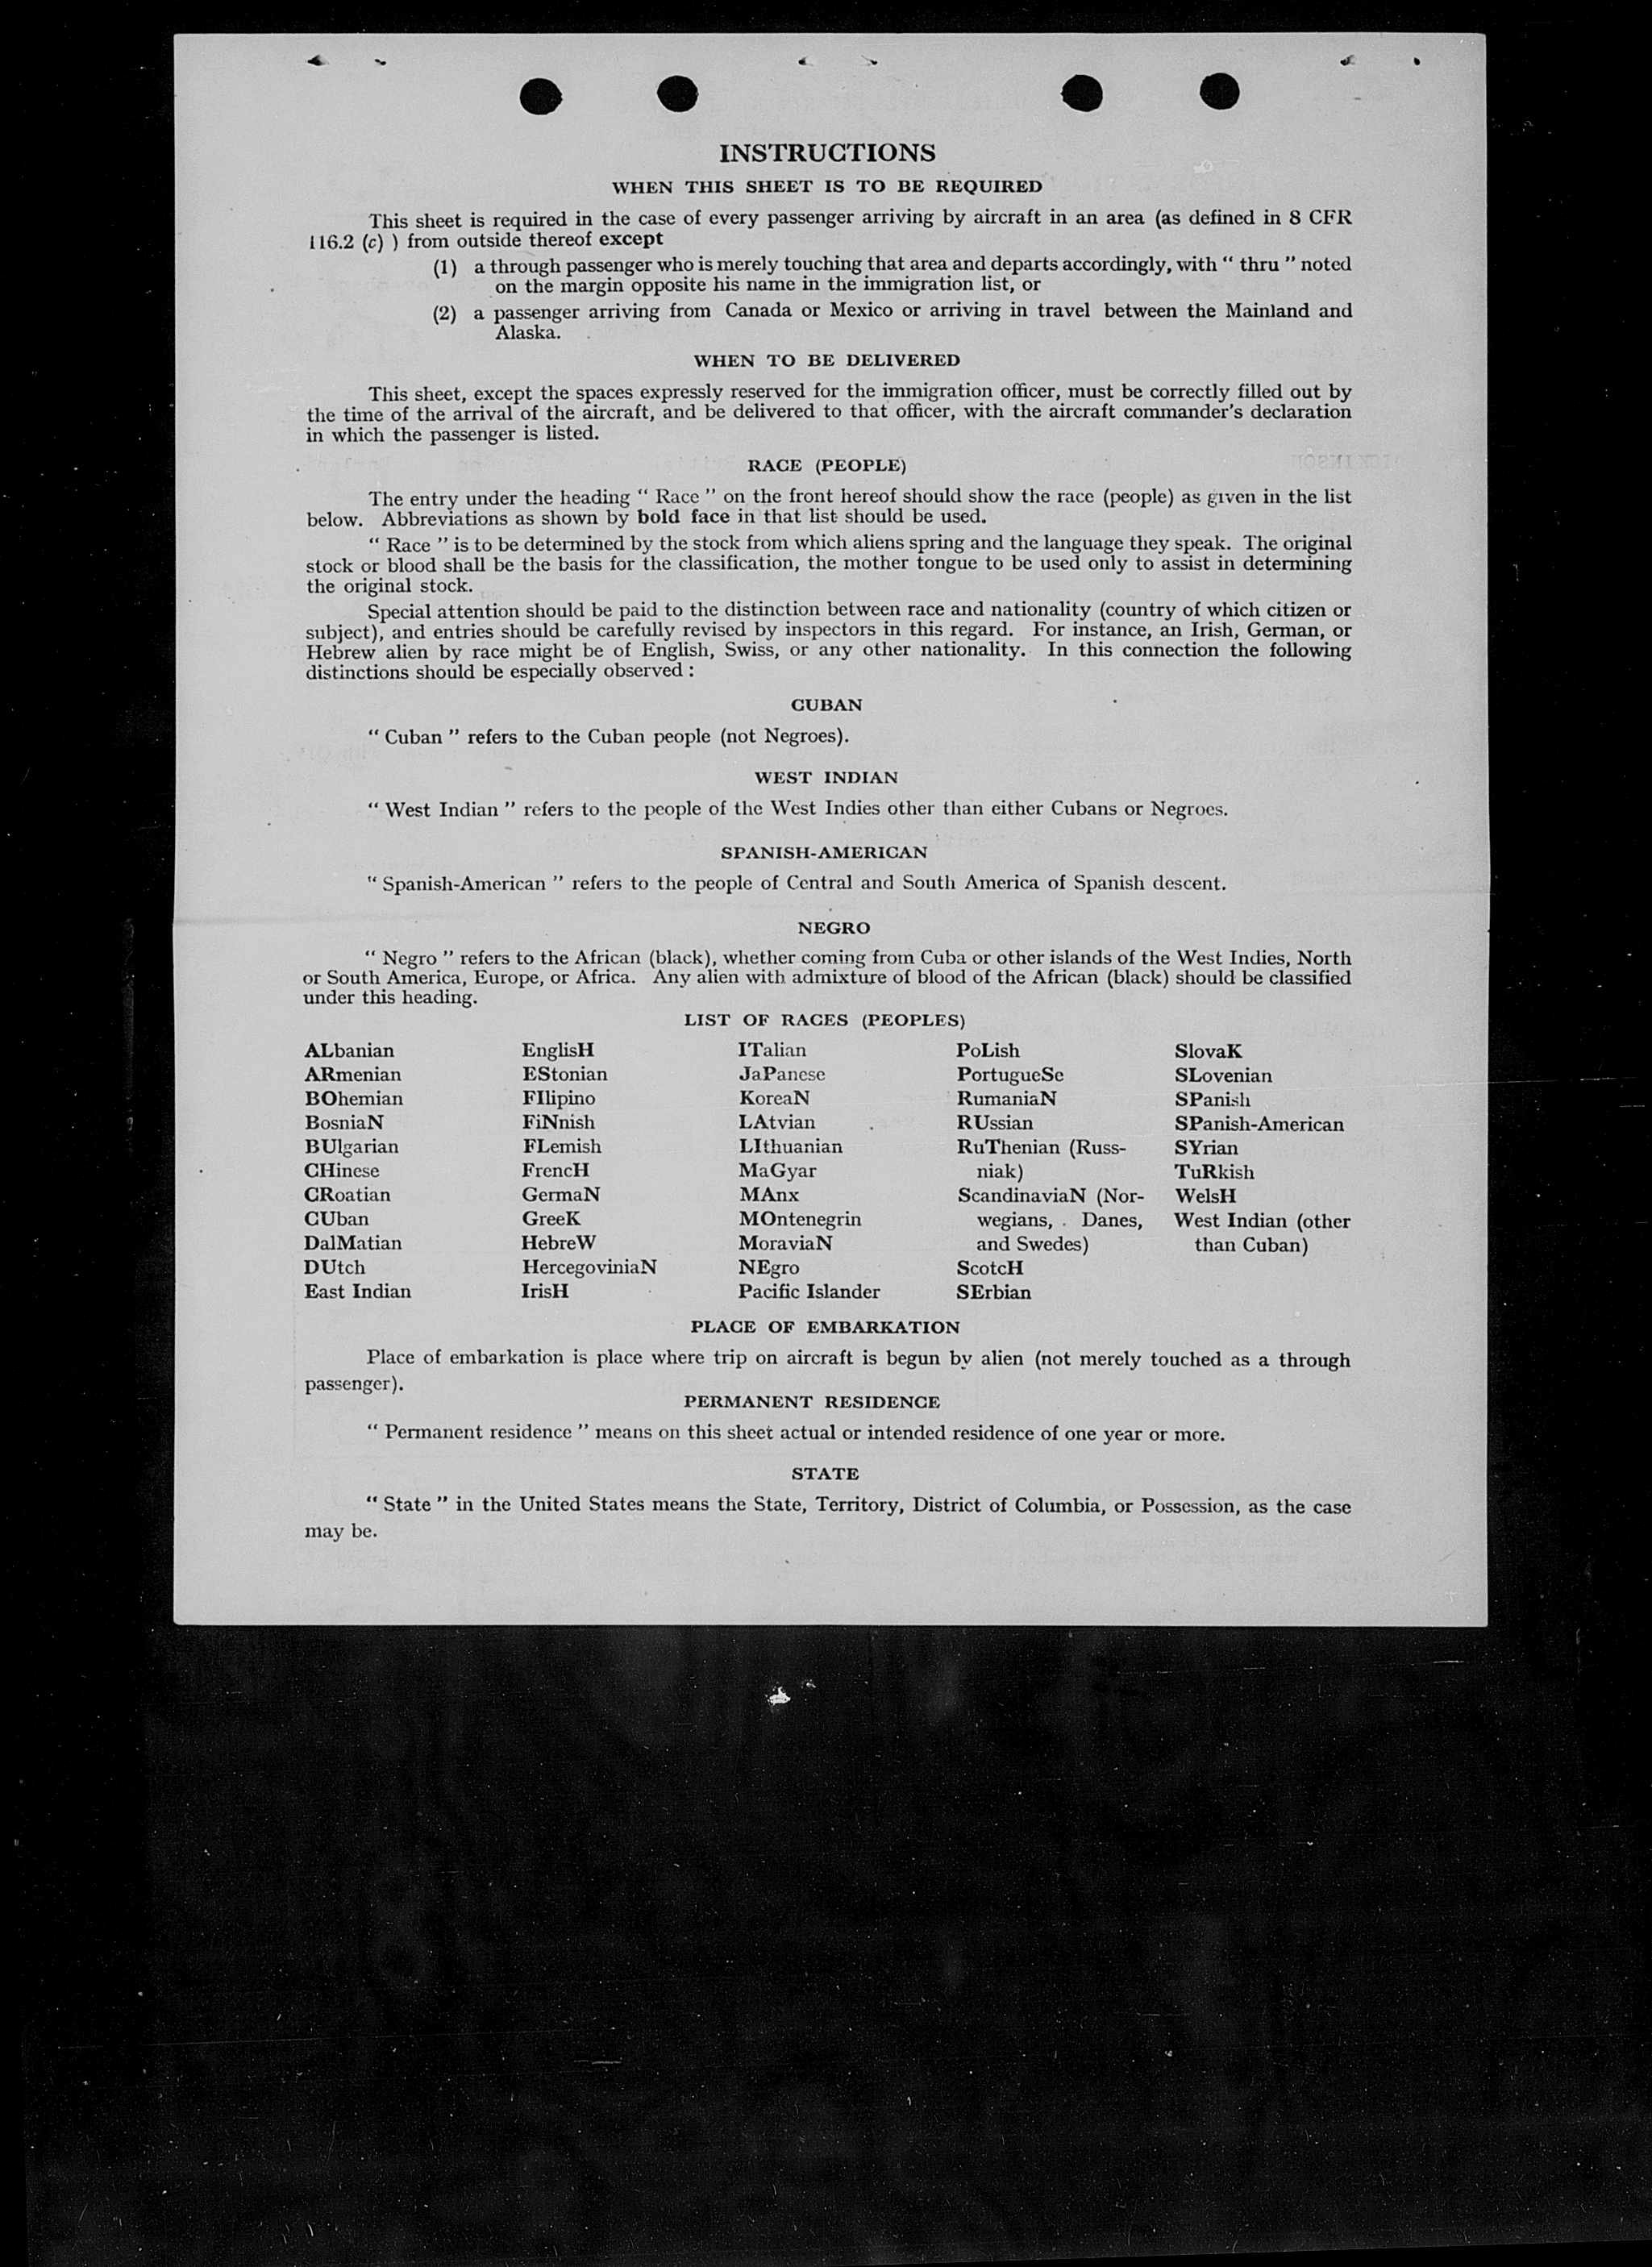 INSTRUCTIONS
WHEN THIS SHEET IS TO BE REQUIRED
This sheet is required in the case of every passenger arriving by aircraft in an area (as defined in 8 CFR
116.2 (c) ) from outside thereof except
(1) a through passenger who is merely touching that area and departs accordingly, with “ thru ” noted
on the margin opposite his name in the immigration list, or
(2) a passenger arriving from Canada or Mexico or arriving in travel between the Mainland and
Alaska.
WHEN TO BE DELIVERED
This sheet, except the spaces expressly reserved for the immigration officer, must be correctly filled out by
the time of the arrival of the aircraft, and be delivered to that officer, with the aircraft commander’s declaration
in which the passenger is listed.
RACE (PEOPLE)
The entry under the heading “ Race ” on the front hereof should show the race (people) as given in the list
below. Abbreviations as shown by bold face in that list should be used.
“ Race ” is to be determined by the stock from which aliens spring and the language they speak. The original
stock or blood shall be the basis for the classification, the mother tongue to be used only to assist in determining
the original stock.
Special attention should be paid to the distinction between race and nationality (country of which citizen or
subject), and entries should be carefully revised by inspectors in this regard. For instance, an Irish, German, or
Hebrew alien by race might be of English, Swiss, or any other nationality. In this connection the following
distinctions should be especially observed :
CUBAN
“ Cuban ” refers to the Cuban people (not Negroes).
WEST INDIAN
“ West Indian ” refers to the people of the West Indies other than either Cubans or Negroes.
SPANISH-AMERICAN
“ Spanish-American ” refers to the people of Central and South America of Spanish descent.
NEGRO
“ Negro ” refers to the African (black), whether coming from Cuba or other islands of the West Indies, North
or South America, Europe, or Africa. Any alien with admixture of blood of the African (black) should be classified
under this heading.
LIST OF RACES (PEOPLES)
ALbanian
ARmenian
BOhemian
BosniaN
BUlgarian
CHinese
CRoatian
CUban
DalMatian
DUtch
East Indian
EnglisH
EStonian
FIlipino
FiNnish
FLemish
FrencH
GermaN
GreeK
HebreW
HercegoviniaN
IrisH
ITalian
JaPanese
KoreaN
LAtvian
LIthuanian
MaGyar
MAnx
MOntenegrin
MoraviaN
NEgro
Pacific Islander
PoLish
PortugueSe
RumaniaN
RUssian
RuThenian (Russ-
niak)
ScandinaviaN (Nor-
wegians, Danes,
and Swedes)
ScotcH
SErbian
SlovaK
SLovenian
SPanish
SPanish-American
SYrian
TuRkish
WelsH
West Indian (other
than Cuban)
PLACE OF EMBARKATION
Place of embarkation is place where trip on aircraft is begun by alien (not merely touched as a through
passenger).
PERMANENT RESIDENCE
“ Permanent residence ” means on this sheet actual or intended residence of one year or more.
STATE
“ State ” in the United States means the State, Territory, District of Columbia, or Possession, as the case
may be.